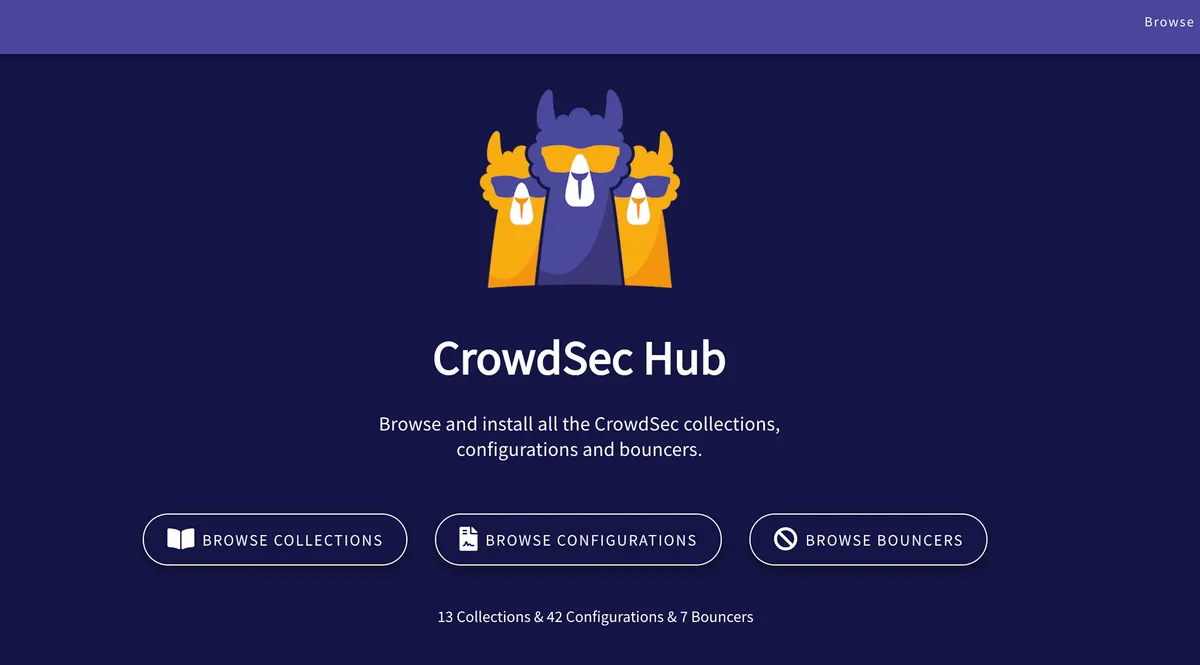 Browse
CrowdSec Hub
Browse and install all the CrowdSec collections,
configurations and bouncers.
BROWSE COLLECTIONS
BROWSE CONFIGURATIONS
BROWSE BOUNCERS
13 Collections & 42 Configurations & 7 Bouncers